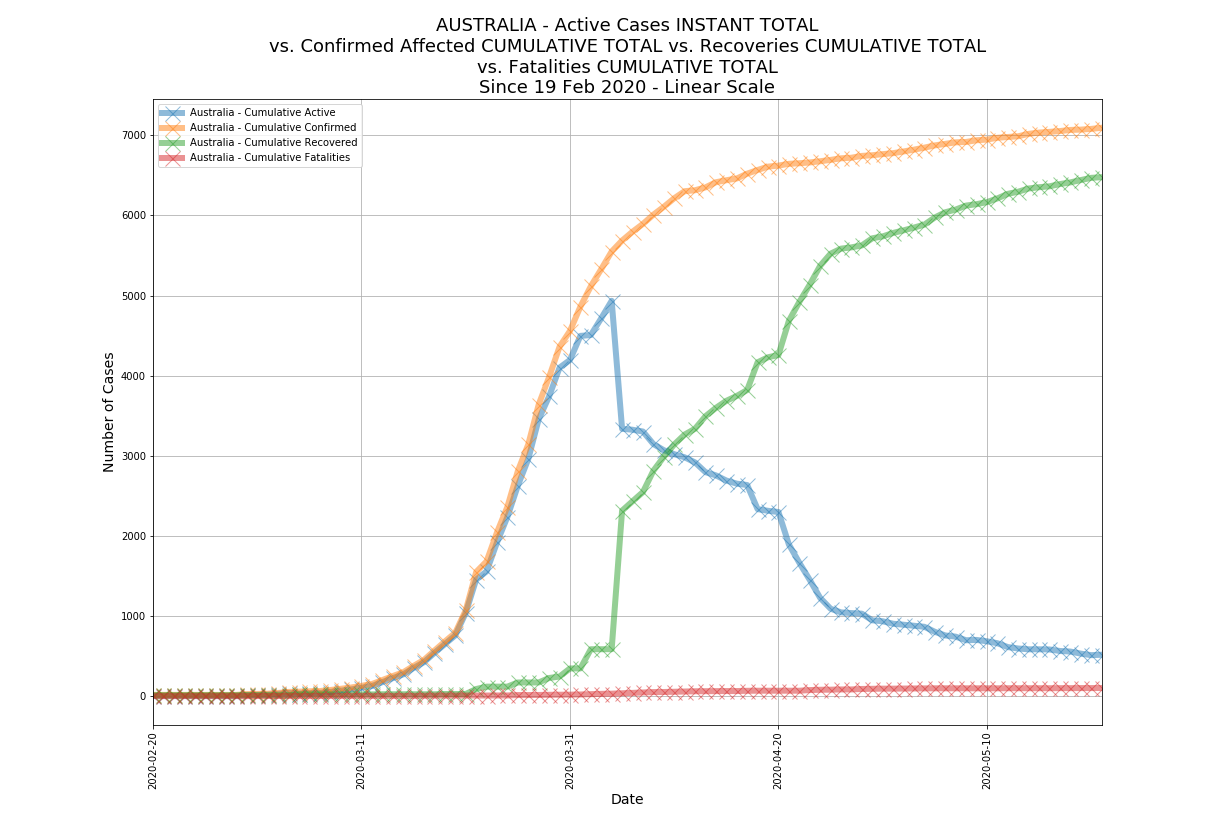 AUSTRALIA - Active Cases INSTANT TOTAL
vs. Confirmed Affected CUMULATIVE TOTAL vs. Recoveries CUMULATIVE TOTAL
vs. Fatalities CUMULATIVE TOTAL
Since 19 Feb 2020 - Linear Scale
Australia - Cumulative Active
Australia - Cumulative Confirmed
Australia - Cumulative Recovered
Australia - Cumulative Fatalities
Number of Cases
7000
6000
5000
4000
3000
2000
1000
0
2020-02-20
2020-03-11
2020-03-31
2020-04-20
2020-05-10
Date